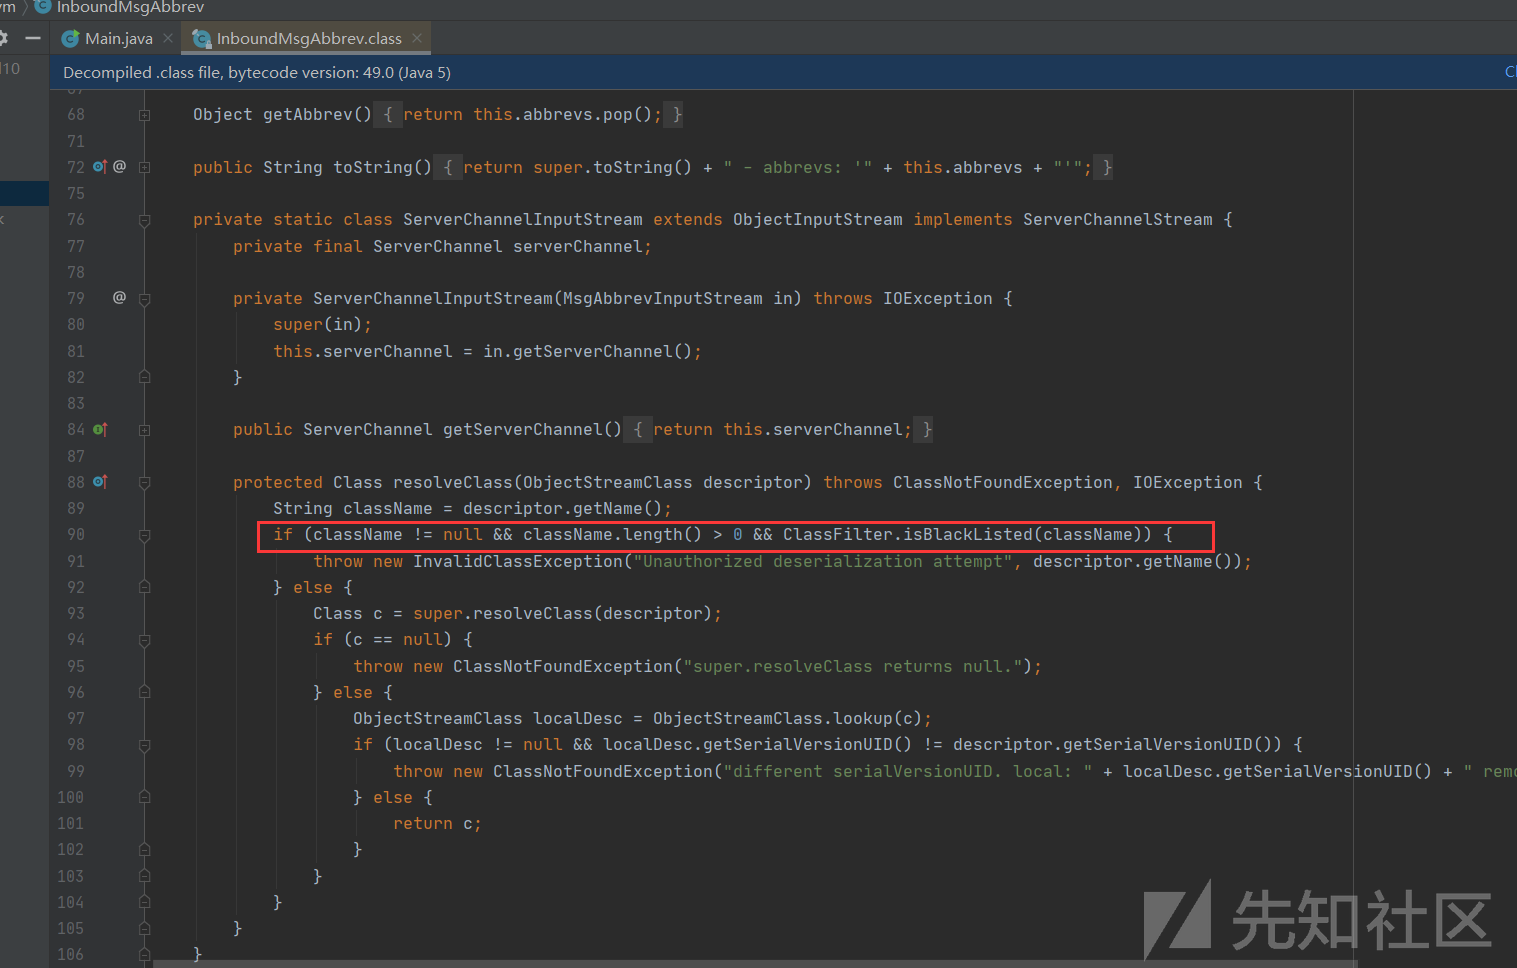 InboundMsgAbbrev
Main.java
InboundMsgAbbrev.class
Decompiled .class file, bytecode version: 49.0 (Java 5)
68 Object getAbbrev() { return this.abbrevs.pop(); }
71
72 @ public String toString() { return super.toString() + " - abbrevs: '" + this.abbrevs + "'"; }
75
76 private static class ServerChannelInputStream extends ObjectInputStream implements ServerChannelStream {
77 private final ServerChannel serverChannel;
78
79 @ private ServerChannelInputStream(MsgAbbrevInputStream in) throws IOException {
80 super(in);
81 this.serverChannel = in.getServerChannel();
82 }
83
84 public ServerChannel getServerChannel() { return this.serverChannel; }
87
88 protected Class resolveClass(ObjectStreamClass descriptor) throws ClassNotFoundException, IOException {
89 String className = descriptor.getName();
90 if (className != null && className.length() > 0 && ClassFilter.isBlackListed(className)) {
91 throw new InvalidClassException("Unauthorized deserialization attempt", descriptor.getName());
92 } else {
93 Class c = super.resolveClass(descriptor);
94 if (c == null) {
95 throw new ClassNotFoundException("super.resolveClass returns null.");
96 } else {
97 ObjectStreamClass localDesc = ObjectStreamClass.lookup(c);
98 if (localDesc != null && localDesc.getSerialVersionUID() != descriptor.getSerialVersionUID()) {
99 throw new ClassNotFoundException("different serialVersionUID. local: " + localDesc.getSerialVersionUID() + "
100 } else {
101 return c;
102 }
103 }
104 }
105 }
106 }
先知社区